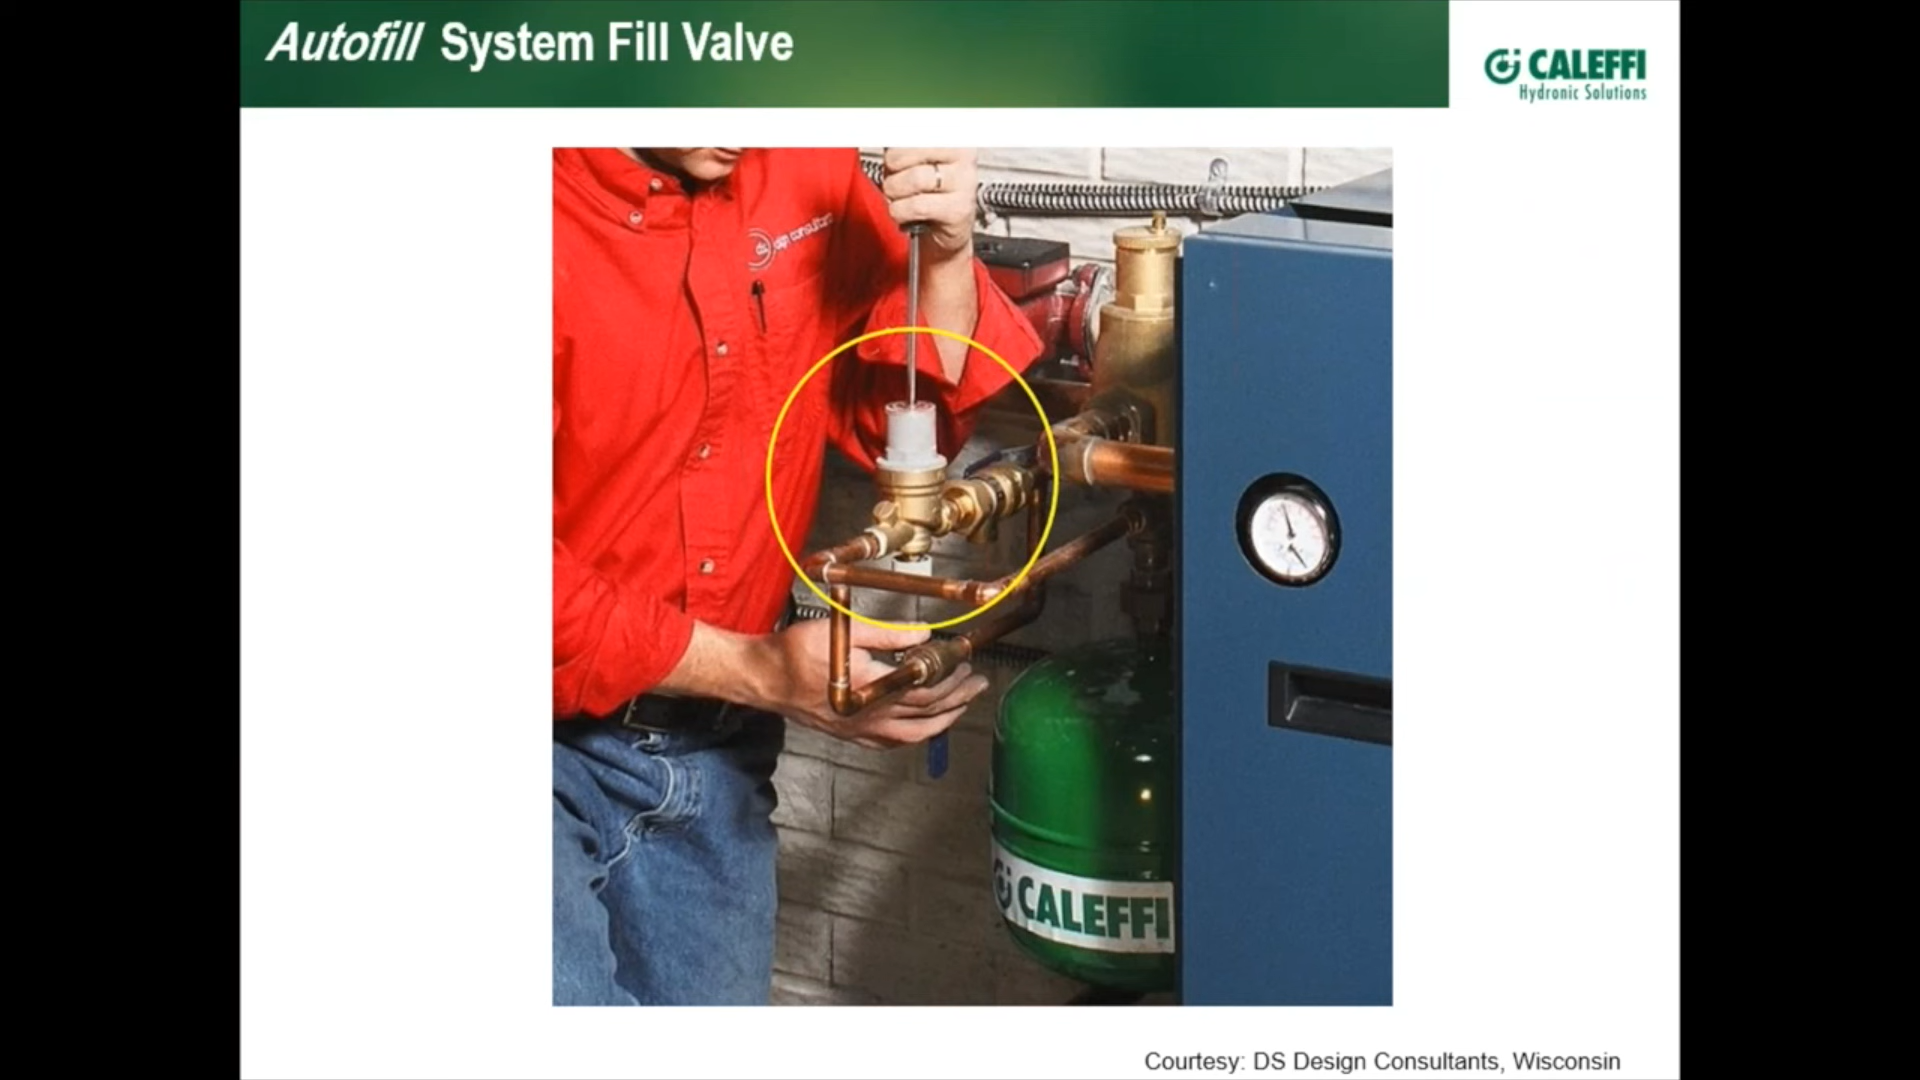 Autofill System Fill Valve
CALEFFI
Hydronic Solutions
CALEFFI
Courtesy: DS Design Consultants, Wisconsin